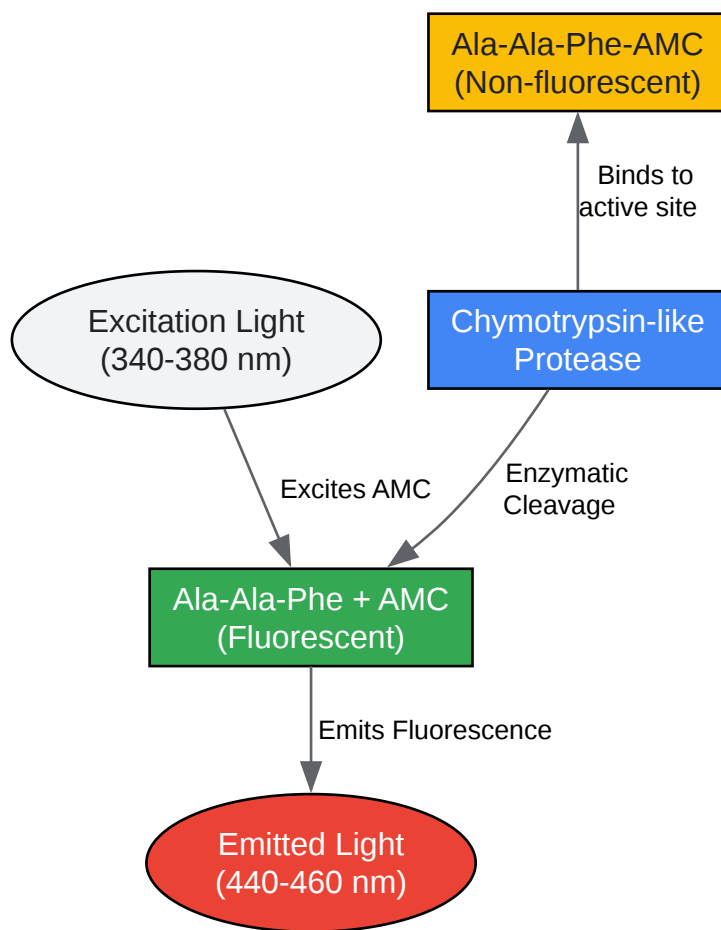 Ala-Ala-Phe-AMC
(Non-fluorescent)
Binds to
active site
Excitation Light
(340-380 nm)
Chymotrypsin-like
Protease
Excites AMC
Enzymatic
Cleavage
Ala-Ala-Phe + AMC
(Fluorescent)
Emits Fluorescence
Emitted Light
(440-460 nm)